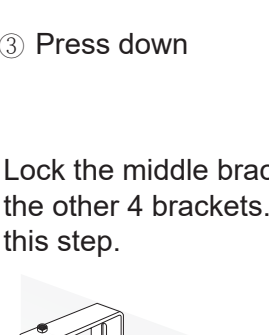 ③ Press down
Lock the middle
the other 4 brackets.
this step.